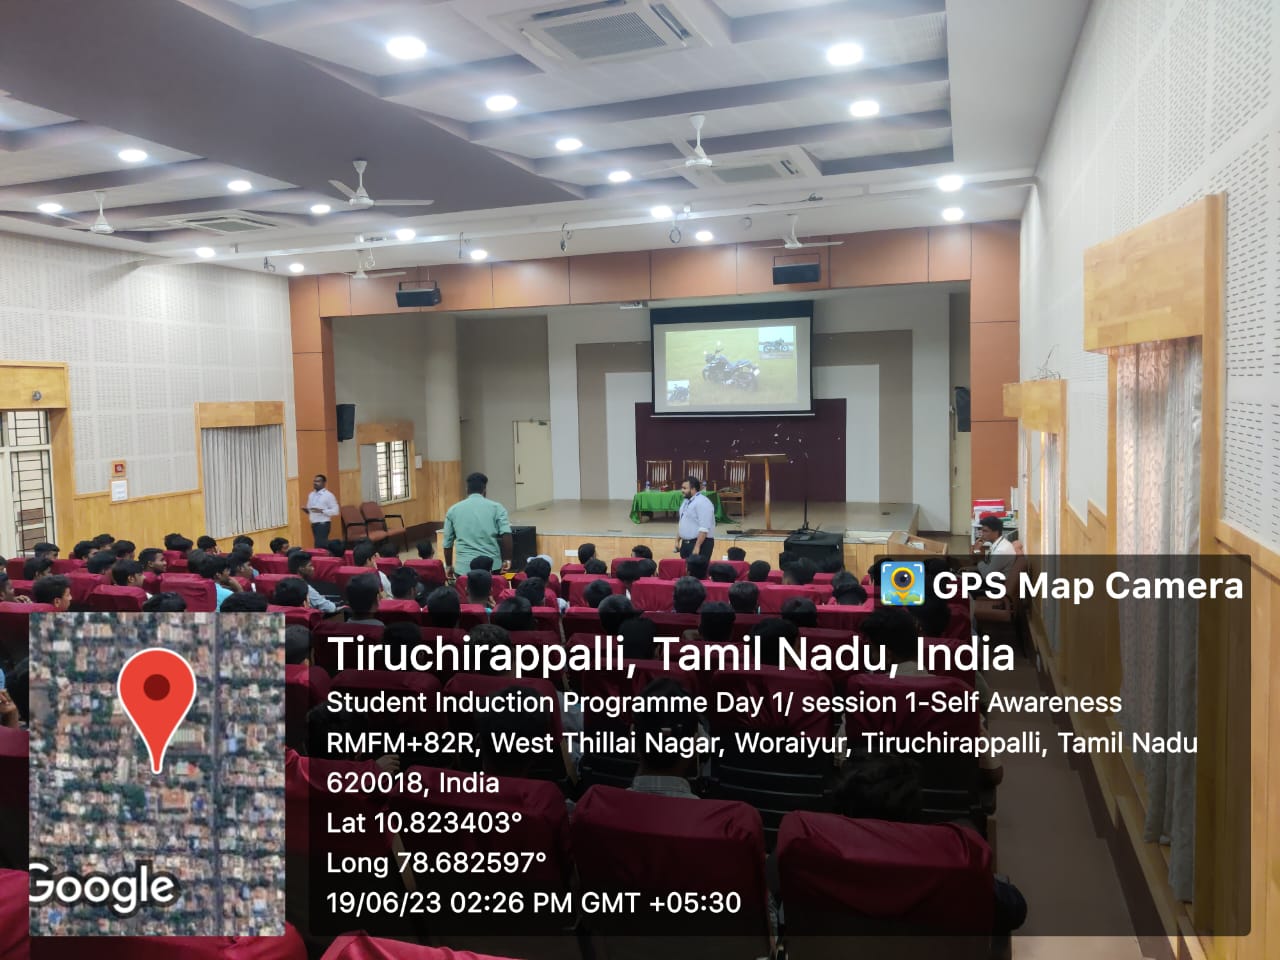 GPS Map Camera
Tiruchirappalli, Tamil Nadu, India
Student Induction Programme Day 1/ session 1-Self Awareness
RMFM+82R, West Thillai Nagar, Woraiyur, Tiruchirappalli, Tamil Nadu
620018, India
Lat 10.823403°
Long 78.682597°
19/06/23 02:26 PM GMT +05:30
Google